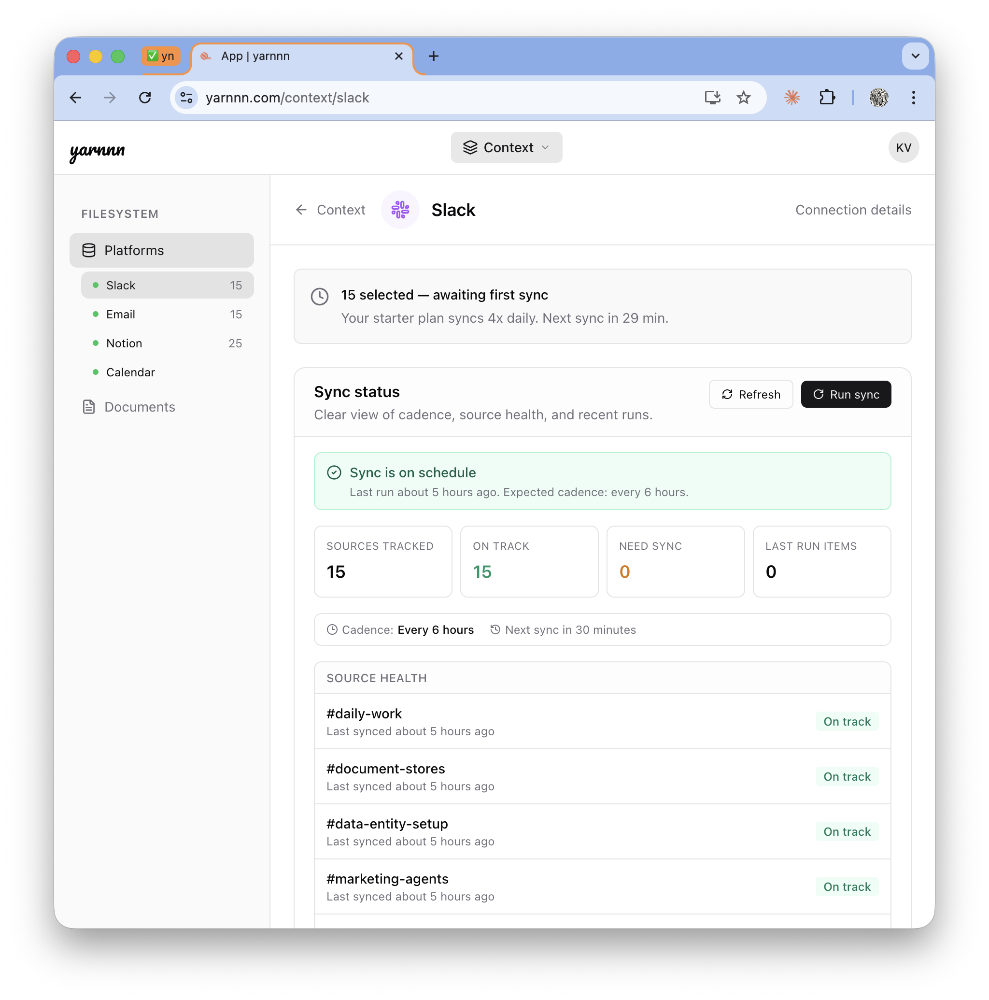 ✅ yn
App | yarnnn
yarnnn.com/context/slack
yarnnn
Context
KV
FILESYSTEM
Platforms
Slack 15
Email 15
Notion 25
Calendar
Documents
Context
Slack
Connection details
15 selected — awaiting first sync
Your starter plan syncs 4x daily. Next sync in 29 min.
Sync status
Clear view of cadence, source health, and recent runs.
Refresh
Run sync
Sync is on schedule
Last run about 5 hours ago. Expected cadence: every 6 hours.
SOURCES TRACKED
15
ON TRACK
15
NEED SYNC
0
LAST RUN ITEMS
0
Cadence: Every 6 hours Next sync in 30 minutes
SOURCE HEALTH
#daily-work
Last synced about 5 hours ago
On track
#document-stores
Last synced about 5 hours ago
On track
#data-entity-setup
Last synced about 5 hours ago
On track
#marketing-agents
Last synced about 5 hours ago
On track